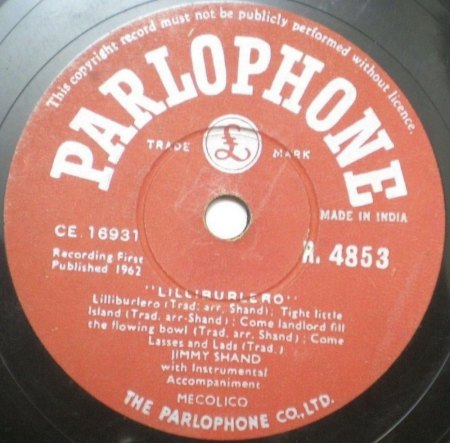 This copyright record must not be publicly performed without licence.
PARLOPHONE
TRADE £ MARK
MADE IN INDIA
CE. 16931
R. 4853
Recording First
Published 1962
"LILLIBURLERO"
Lilliburlero (Trad. arr. Shand) ; Tight little
Island (Trad. arr-Shand) ; Come landlord fill
the flowing bowl (Trad. arr. Shand) ; Come
Lasses and Lads (Trad.)
JIMMY SHAND
with Instrumental
Accompaniment
MECOLICO
THE PARLOPHONE CO., LTD.